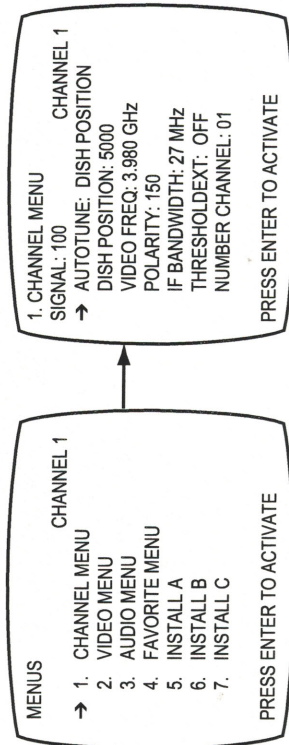 MENUS
CHANNEL 1
→ 1. CHANNEL MENU
2. VIDEO MENU
3. AUDIO MENU
4. FAVORITE MENU
5. INSTALL A
6. INSTALL B
7. INSTALL C
PRESS ENTER TO ACTIVATE
1. CHANNEL MENU
SIGNAL: 100 CHANNEL 1
→ AUTOTUNE: DISH POSITION
DISH POSITION: 5000
VIDEO FREQ: 3.980 GHz
POLARITY: 150
IF BANDWIDTH: 27 MHz
THRESHOLDEXT: OFF
NUMBER CHANNEL: 01
PRESS ENTER TO ACTIVATE